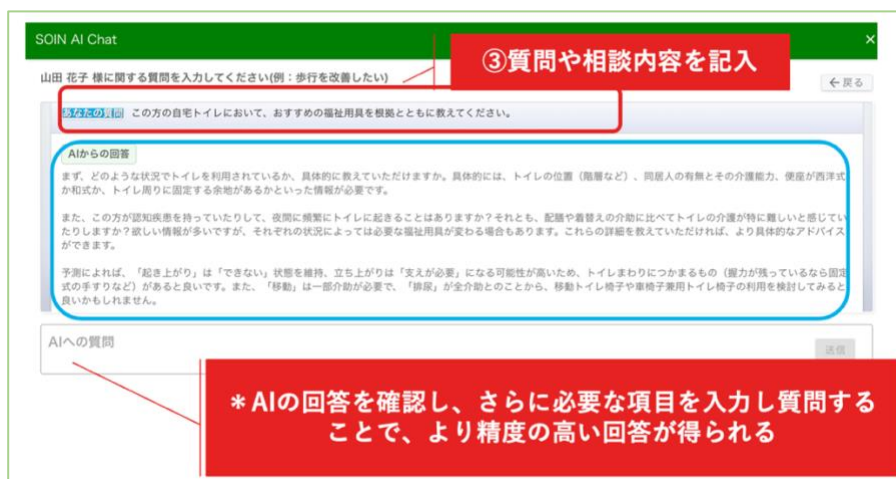 SOIN AI Chat
×
③質問や相談内容を記入
山田 花子 様に関する質問を入力してください(例：歩行を改善したい)
←戻る
あなたの質問 この方の自宅トイレにおいて、おすすめの福祉用具を根拠とともに教えてください。
AIからの回答
まず、どのような状況でトイレを利用されているか、具体的に教えていただけますか。具体的には、トイレの位置（階層など）、同居人の有無とその介護能力、便座が西洋式
か和式か、トイレ周りに固定する余地があるかといった情報が必要です。
また、この方が認知疾患を持っていたりして、夜間に頻繁にトイレに起きることはありますか？それとも、配膳や着替えの介助に比べてトイレの介護が特に難しいと感じてい
たりしますか？欲しい情報が多いですが、それぞれの状況によっては必要な福祉用具が変わる場合もあります。これらの詳細を教えていただければ、より具体的なアドバイス
ができます。
予測によれば、「起き上がり」は「できない」状態を維持、立ち上がりは「支えが必要」になる可能性が高いため、トイレまわりにつかまるもの（握力が残っているなら固定
式の手すりなど）があると良いです。また、「移動」は一部介助が必要で、「排尿」が全介助とのことから、移動トイレ椅子や車椅子兼用トイレ椅子の利用を検討してみると
良いかもしれません。
AIへの質問
送信
＊AIの回答を確認し、さらに必要な項目を入力し質問する
ことで、より精度の高い回答が得られる